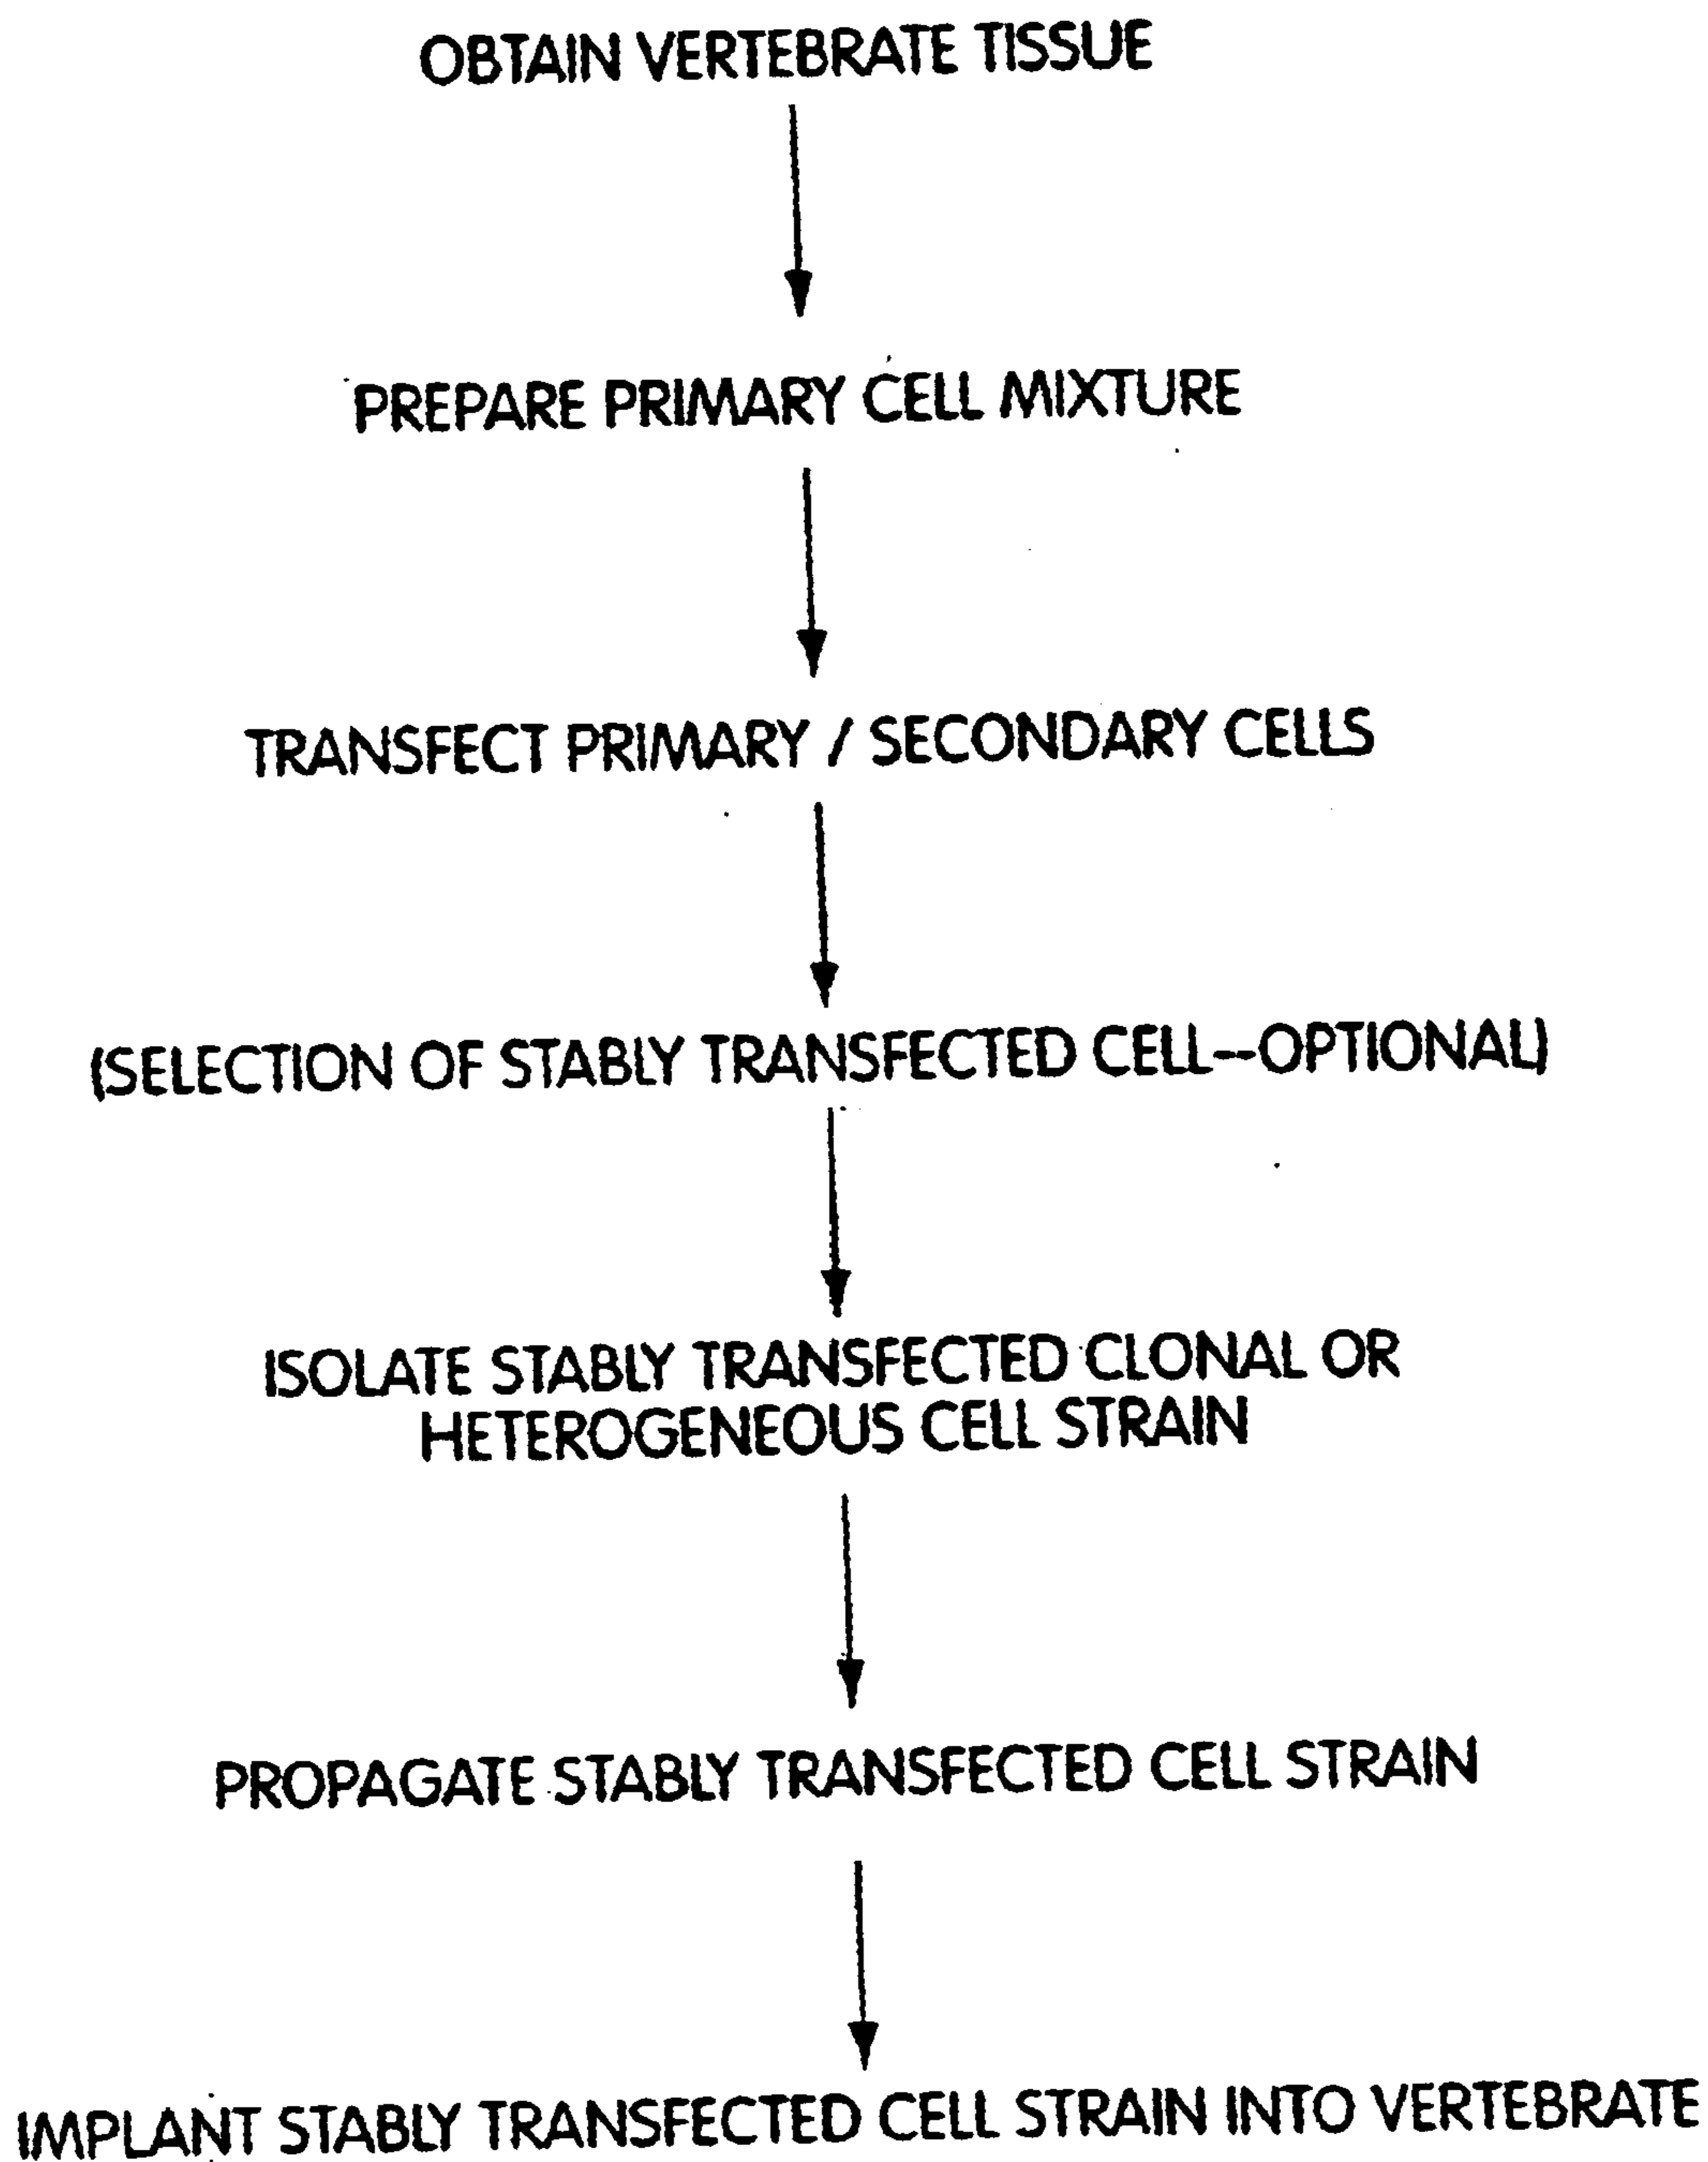 OBTAIN VERTEBRATE TISSUE
PREPARE PRIMARY CELL MIXTURE
TRANSFECT PRIMARY / SECONDARY CELLS
(SELECTION OF STABLY TRANSFECTED CELL--OPTIONAL)
ISOLATE STABLY TRANSFECTED CLONAL OR
HETEROGENEOUS CELL STRAIN
PROPAGATE STABLY TRANSFECTED CELL STRAIN
IMPLANT STABLY TRANSFECTED CELL STRAIN INTO VERTEBRATE